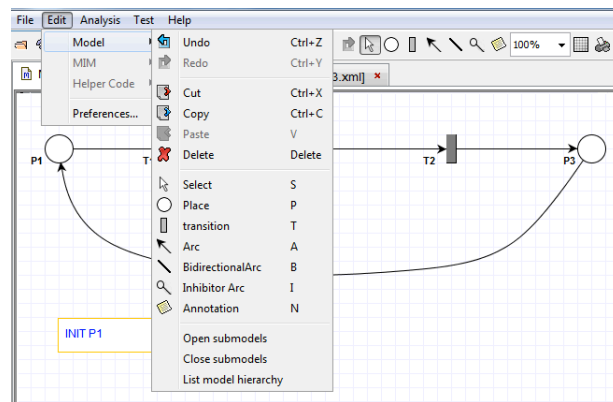 File Edit Analysis Test Help
100%
Model
MIM
Helper Code
Preferences...
Undo Ctrl+Z
Redo Ctrl+Y
Cut Ctrl+X
Copy Ctrl+C
Paste V
Delete Delete
Select S
Place P
transition T
Arc A
BidirectionalArc B
Inhibitor Arc I
Annotation N
Open submodels
Close submodels
List model hierarchy
3.xml]
P1
T2
P3
INIT P1